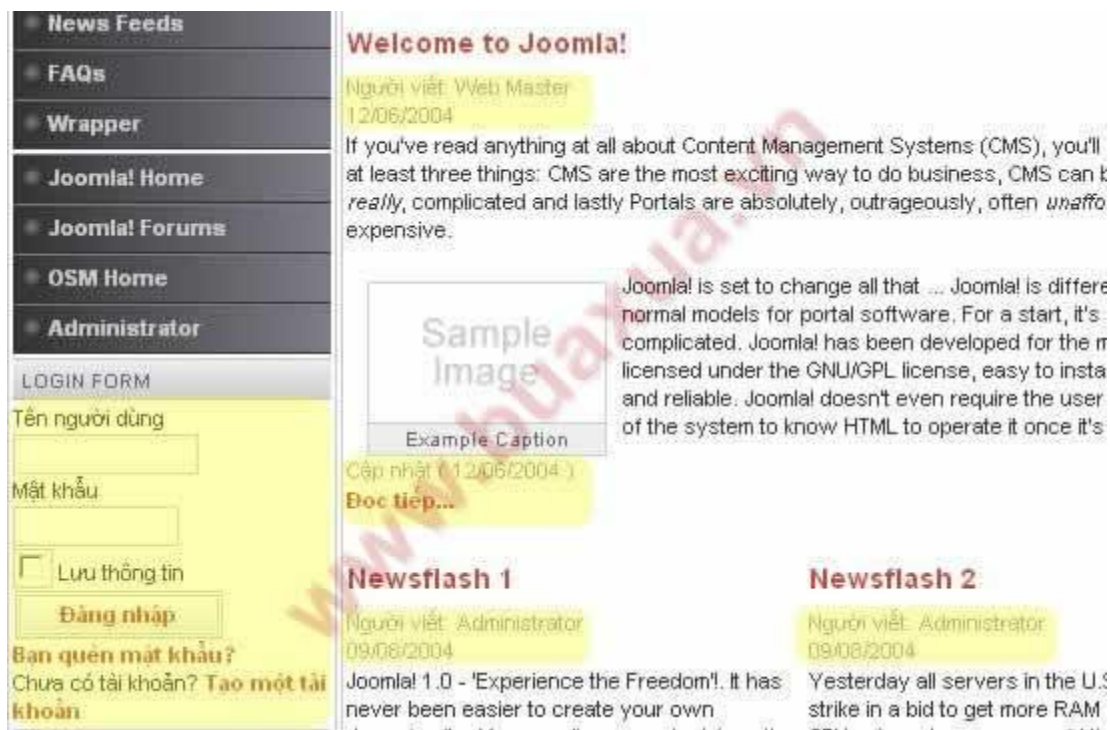 News Feeds
FAQs
Wrapper
Joomla! Home
Joomla! Forums
OSM Home
Administrator
LOGIN FORM
Tên người dùng
Mật khẩu
Lưu thông tin
Đăng nhập
Bạn quên mật khẩu?
Chưa có tài khoản? Tạo một tài
khoản
Welcome to Joomla!
Người viết: Web Master
12/06/2004
If you've read anything at all about Content Management Systems (CMS), you'll
at least three things: CMS are the most exciting way to do business, CMS can b
really, complicated and lastly Portals are absolutely, outrageously, often unaffo
expensive.
Sample
Image
Example Caption
Joomla! is set to change all that ... Joomla! is differe
normal models for portal software. For a start, it's
complicated. Joomla! has been developed for the m
licensed under the GNU/GPL license, easy to insta
and reliable. Joomla! doesn't even require the user
of the system to know HTML to operate it once it's
Cập nhật ( 12/06/2004 )
Đọc tiếp...
Newsflash 1
Người viết: Administrator
09/08/2004
Joomla! 1.0 - 'Experience the Freedom'!. It has
never been easier to create your own
Newsflash 2
Người viết: Administrator
09/08/2004
Yesterday all servers in the U.S
strike in a bid to get more RAM
www.buaxua.vn